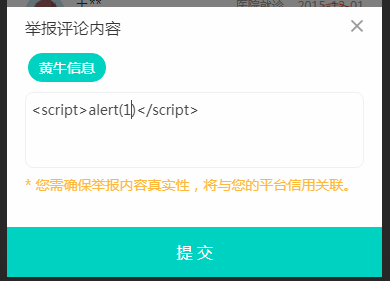 王**
医院就诊 2015-12-01
举报评论内容
×
黄牛信息
<script>alert(1)</script>
* 您需确保举报内容真实性，将与您的平台信用关联。
提 交